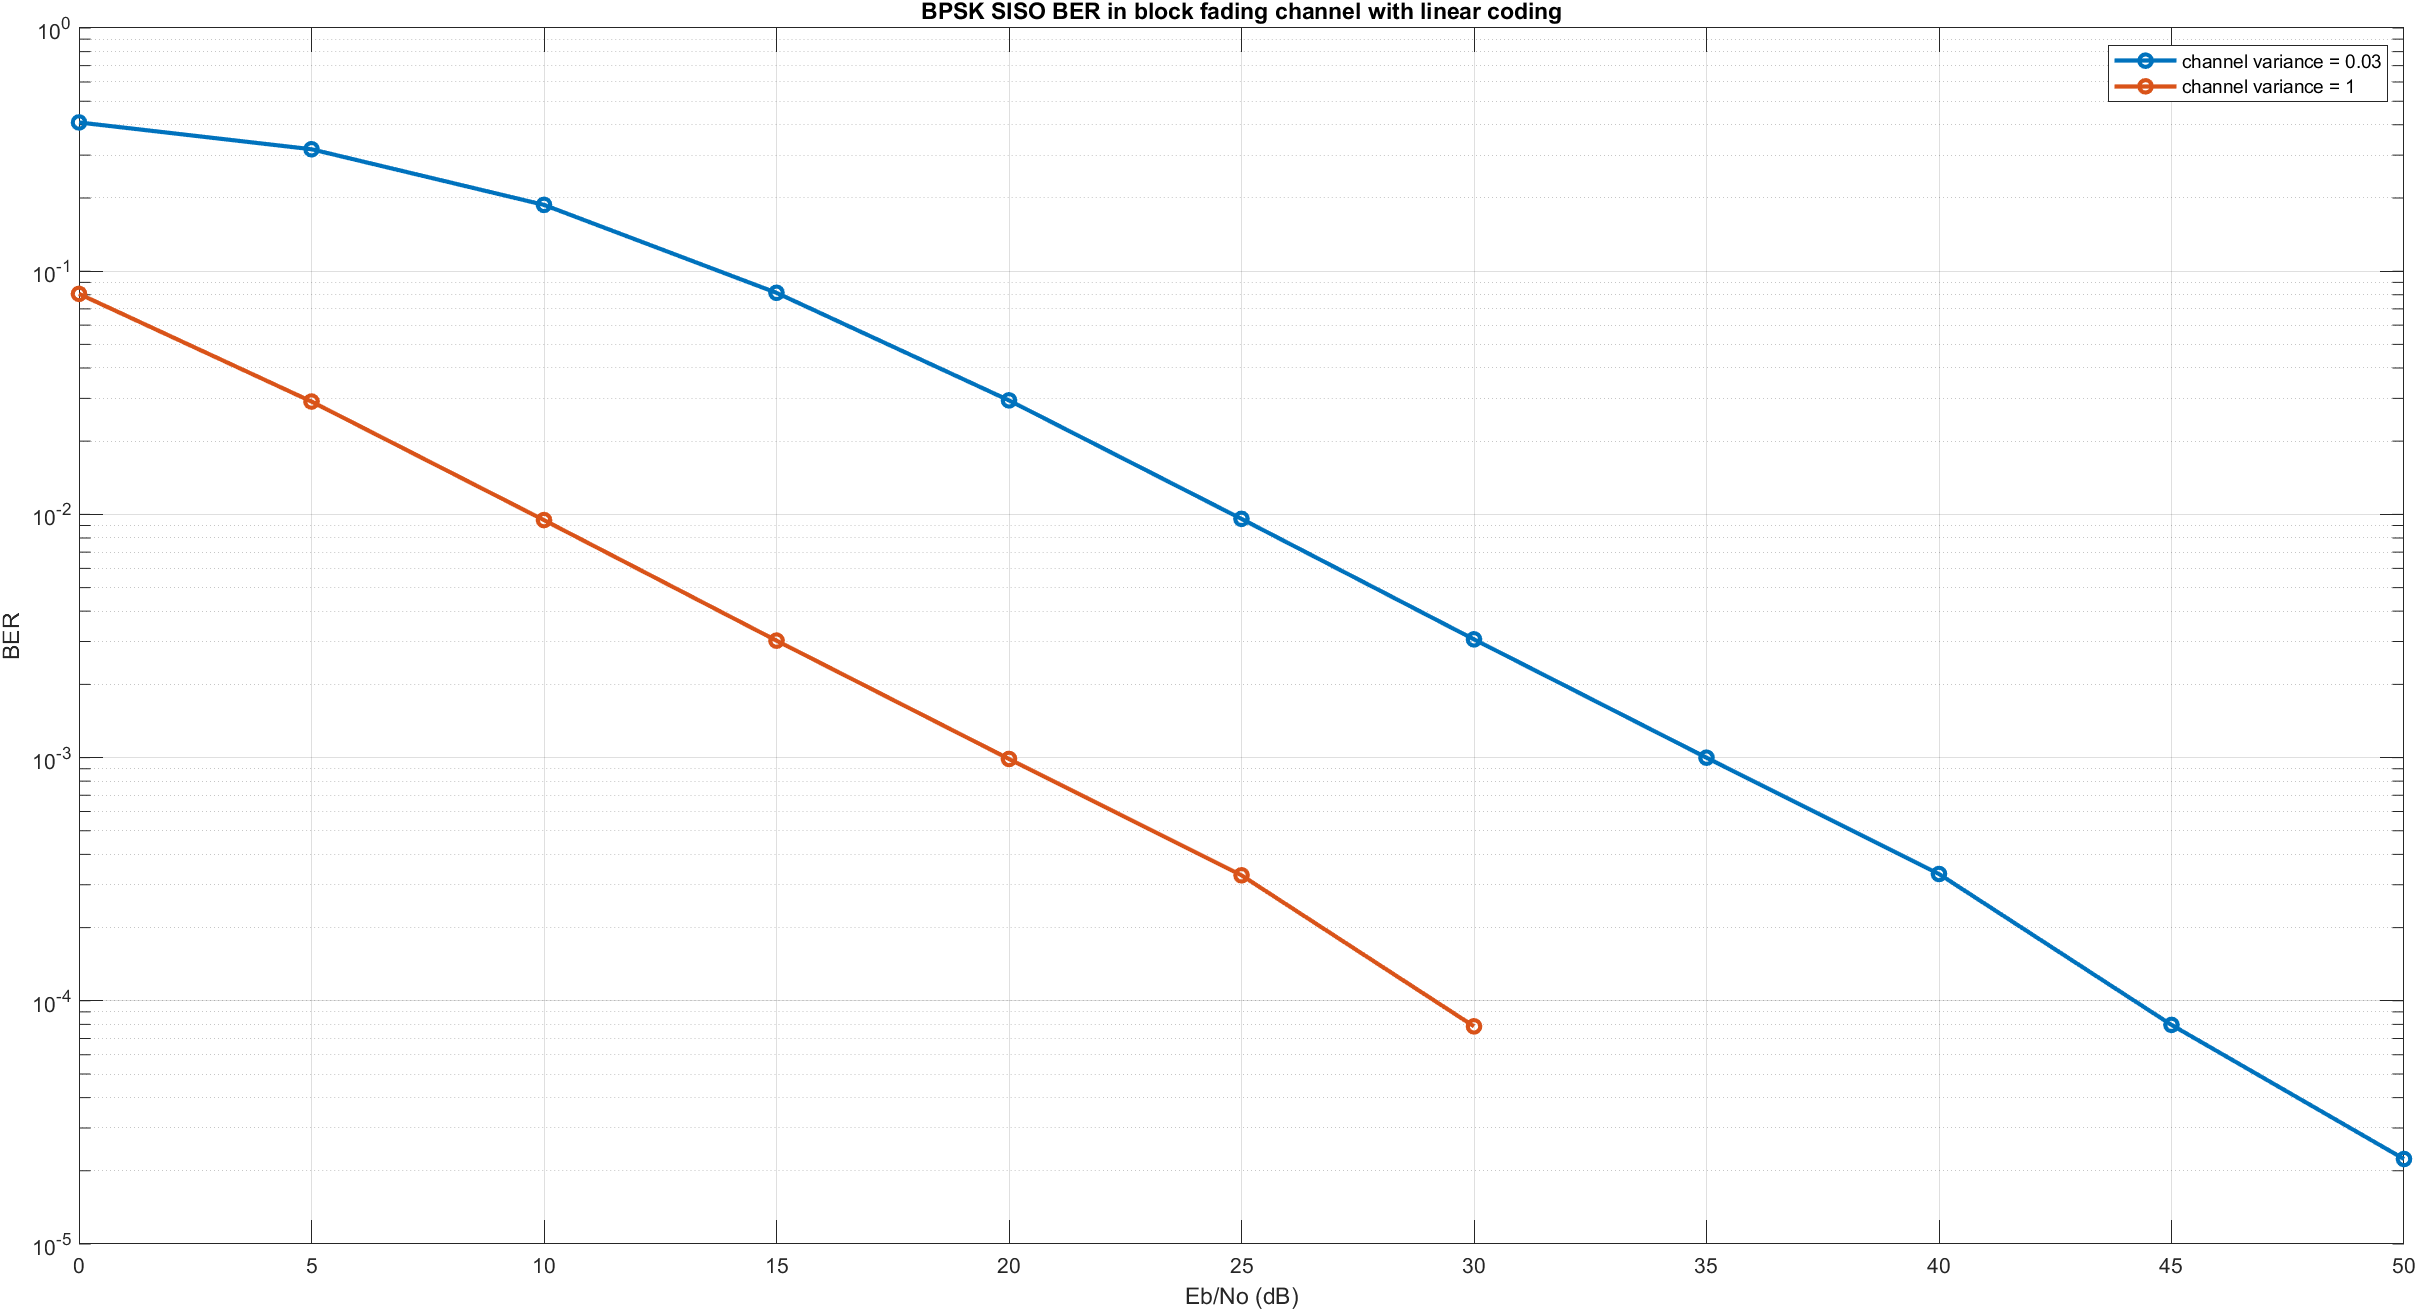 BPSK SISO BER in block fading channel with linear coding
channel variance = 0.03
channel variance = 1
BER
10^0
10^-1
10^-2
10^-3
10^-4
10^-5
0 5 10 15 20 25 30 35 40 45 50
Eb/No (dB)